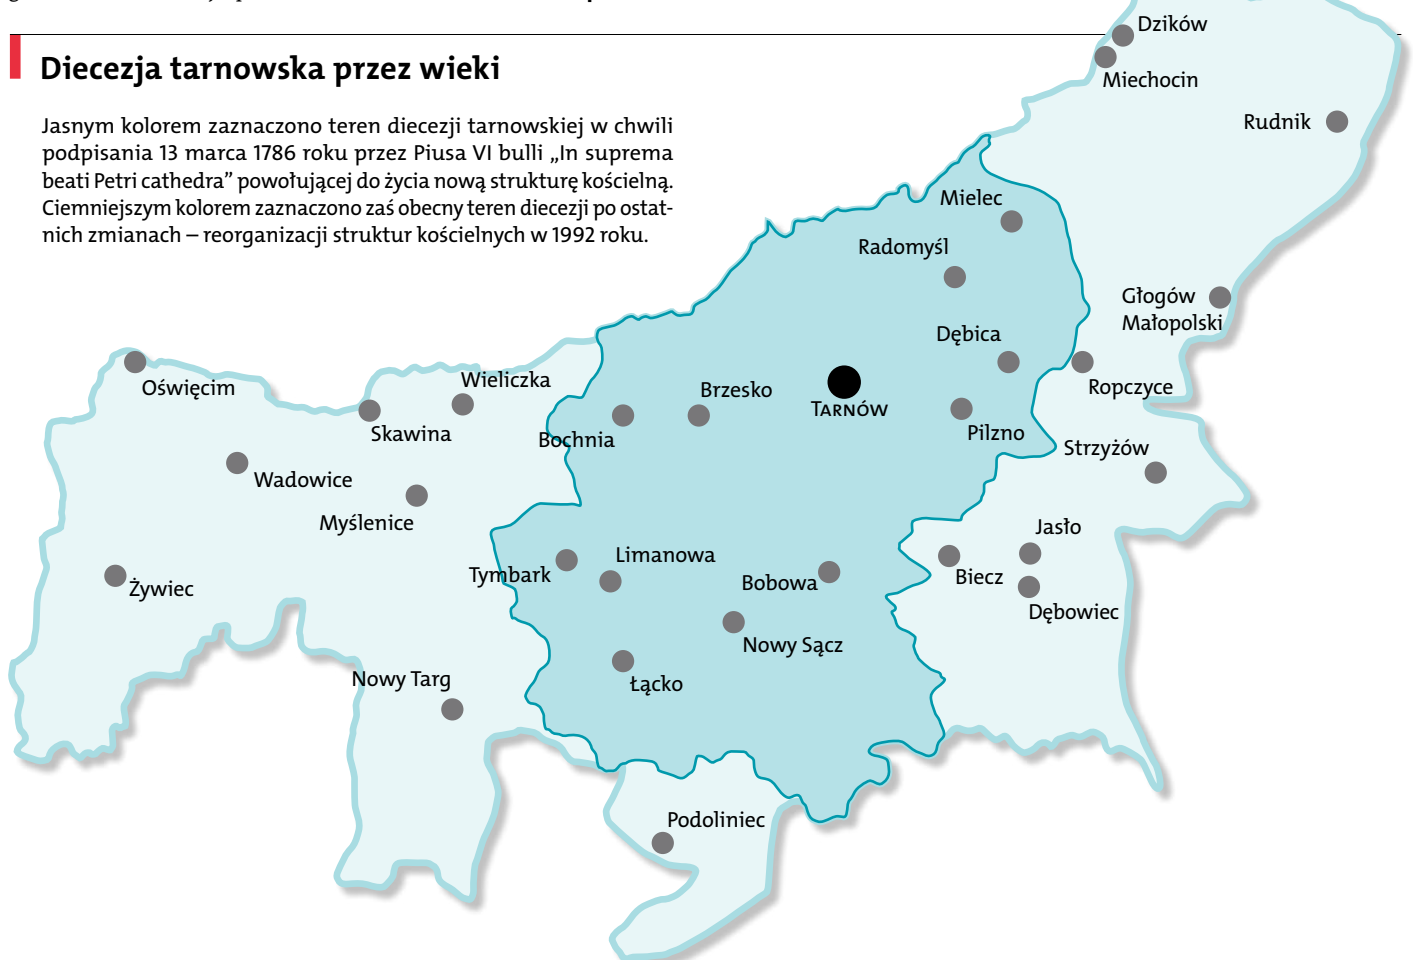 Diecezja tarnowska przez wieki
Jasnym kolorem zaznaczono teren diecezji tarnowskiej w chwili
podpisania 13 marca 1786 roku przez Piusa VI bulli „In suprema
beati Petri cathedra” powołującej do życia nową strukturę kościelną.
Ciemniejszym kolorem zaznaczono zaś obecny teren diecezji po ostat-
nich zmianach – reorganizacji struktur kościelnych w 1992 roku.
Dzików
Miechocin
Rudnik
Mielec
Radomyśl
Głogów
Małopolski
Dębica
Ropczyce
Oświęcim
Wieliczka
Brzesko
TARNÓW
Skawina
Bochnia
Pilzno
Strzyżów
Wadowice
Myślenice
Jasło
Limanowa
Tymbark
Bobowa
Biecz
Żywiec
Dębowiec
Nowy Sącz
Nowy Targ
Łącko
Podoliniec